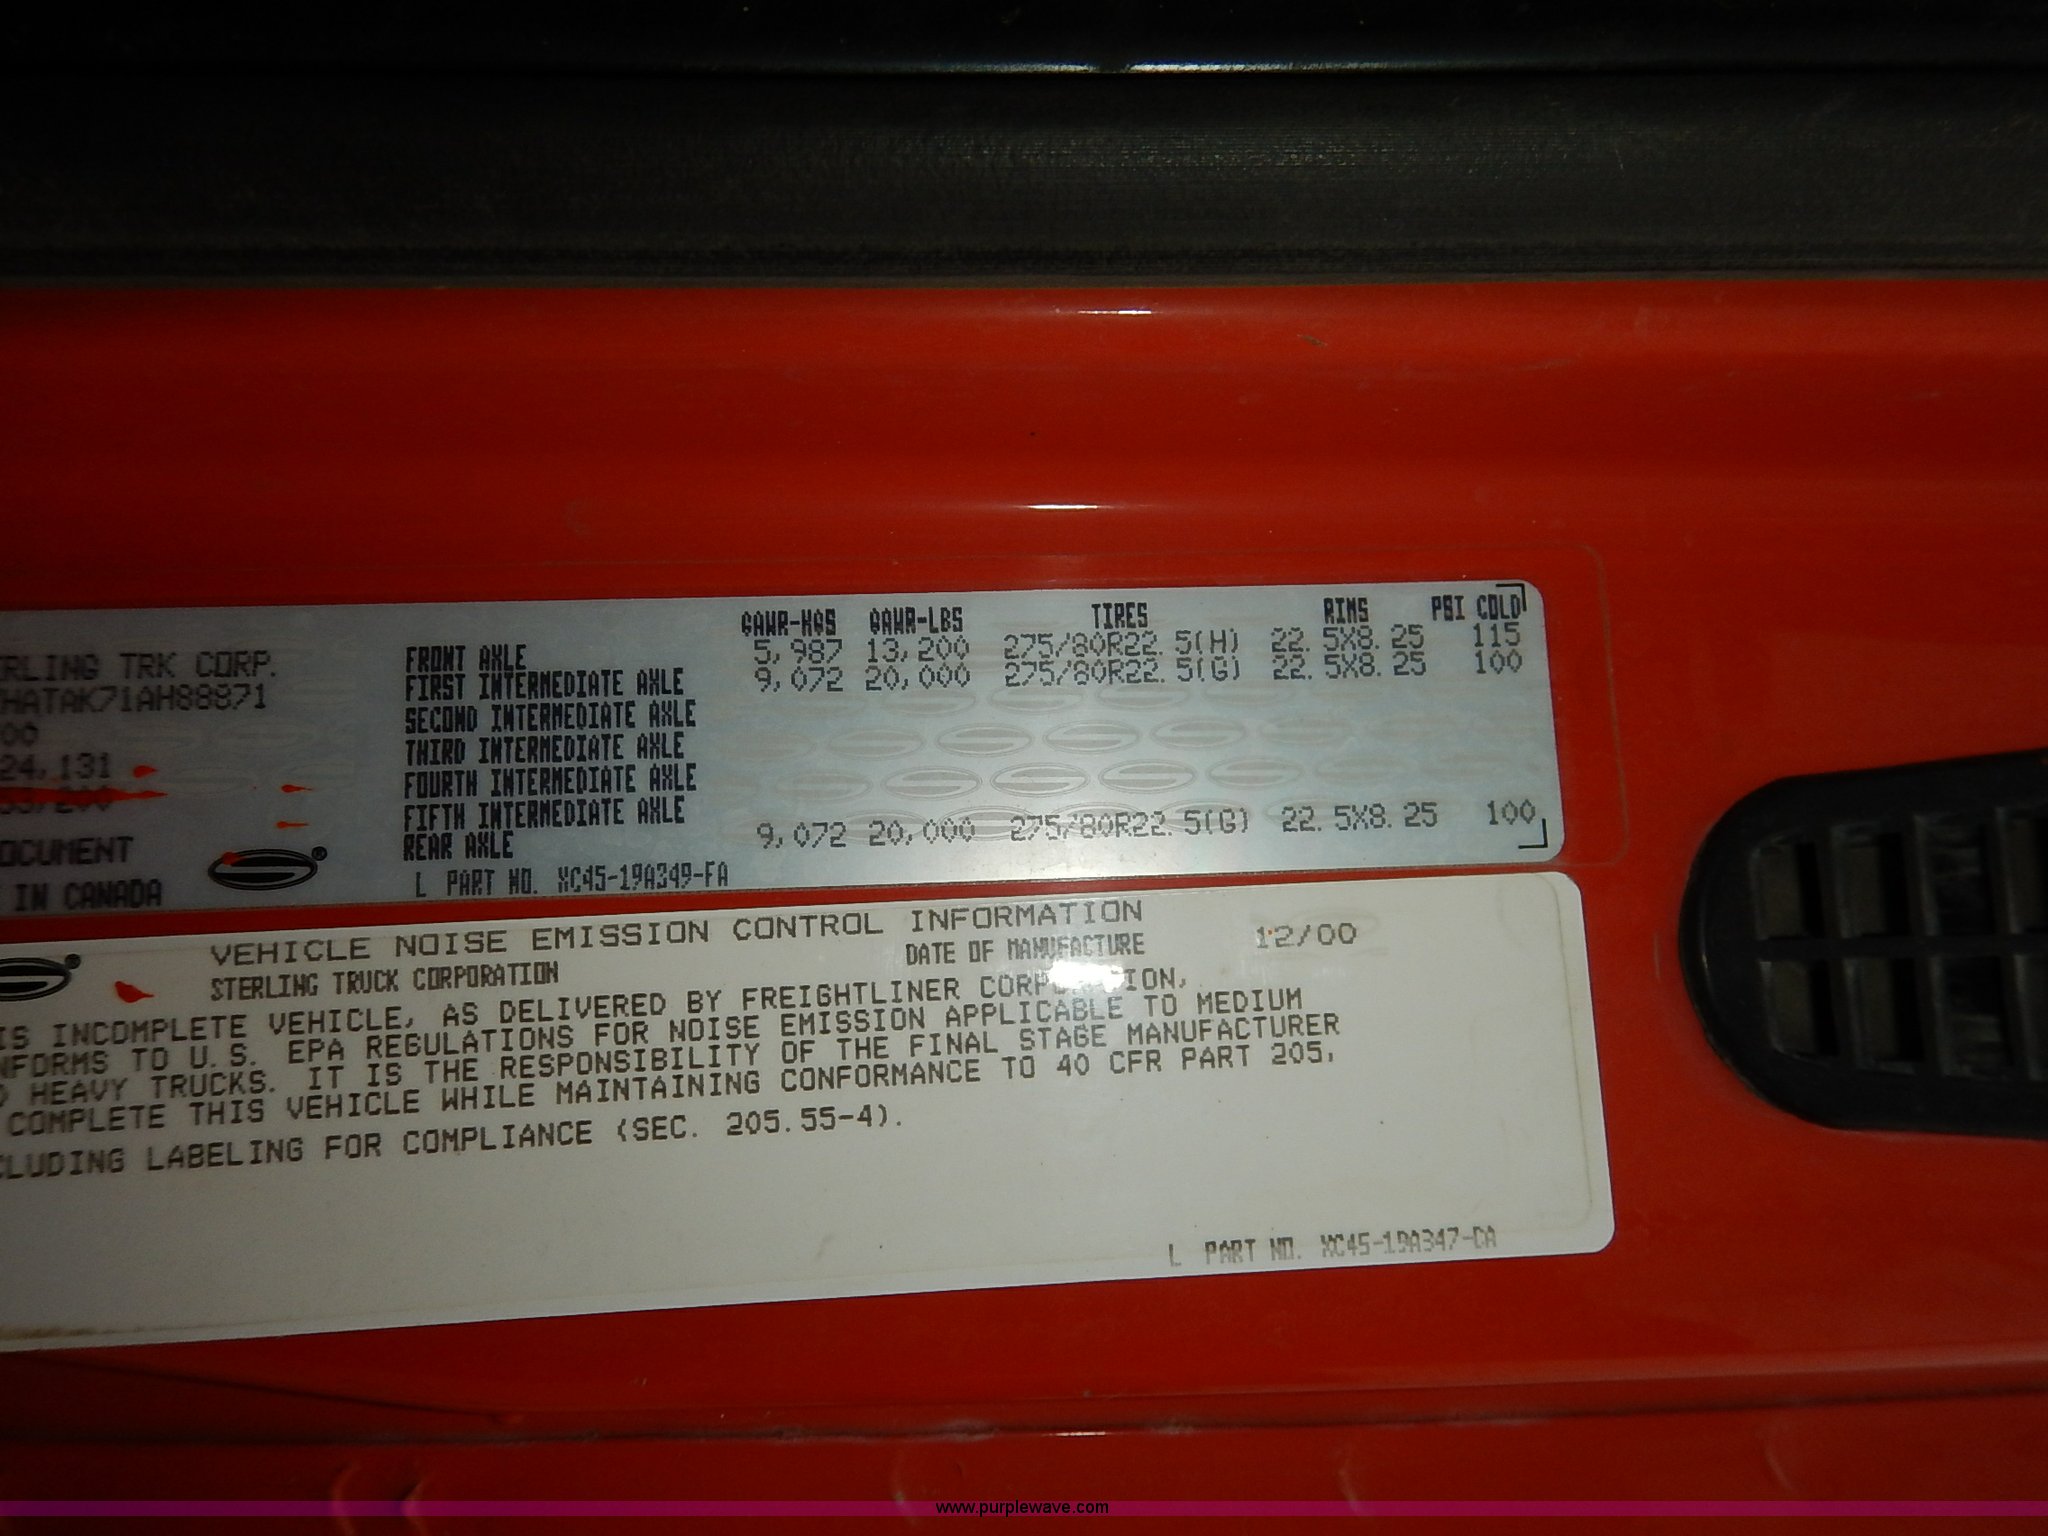 GAWR-KGS GAWR-LBS TIRES RIMS PSI COLD
RLING TRK CORP.
HATAK71AH88871
00
24,131
FRONT AXLE 5,987 13,200 275/80R22.5(H) 22.5X8.25 115
FIRST INTERMEDIATE AXLE 9,072 20,000 275/80R22.5(G) 22.5X8.25 100
SECOND INTERMEDIATE AXLE
THIRD INTERMEDIATE AXLE
FOURTH INTERMEDIATE AXLE
FIFTH INTERMEDIATE AXLE
REAR AXLE 9,072 20,000 275/80R22.5(G) 22.5X8.25 100
OCUMENT
IN CANADA
L PART NO. XC45-19A349-FA
VEHICLE NOISE EMISSION CONTROL INFORMATION
STERLING TRUCK CORPORATION DATE OF MANUFACTURE 12/00
IS INCOMPLETE VEHICLE, AS DELIVERED BY FREIGHTLINER CORPORATION,
NFORMS TO U.S. EPA REGULATIONS FOR NOISE EMISSION APPLICABLE TO MEDIUM
D HEAVY TRUCKS. IT IS THE RESPONSIBILITY OF THE FINAL STAGE MANUFACTURER
COMPLETE THIS VEHICLE WHILE MAINTAINING CONFORMANCE TO 40 CFR PART 205,
CLUDING LABELING FOR COMPLIANCE (SEC. 205.55-4).
L PART NO. XC45-19A347-CA
www.purplewave.com